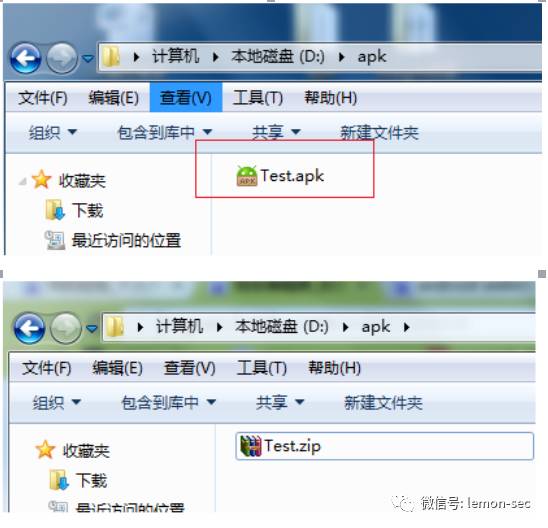 计算机 本地磁盘 (D:) apk
文件(F) 编辑(E) 查看(V) 工具(T) 帮助(H)
组织 包含到库中 共享 新建文件夹
收藏夹
Test.apk
下载
最近访问的位置
计算机 本地磁盘 (D:) apk
文件(F) 编辑(E) 查看(V) 工具(T) 帮助(H)
组织 包含到库中 共享 新建文件夹
收藏夹
Test.zip
下载
最近访问的位置
微信号: lemon-sec